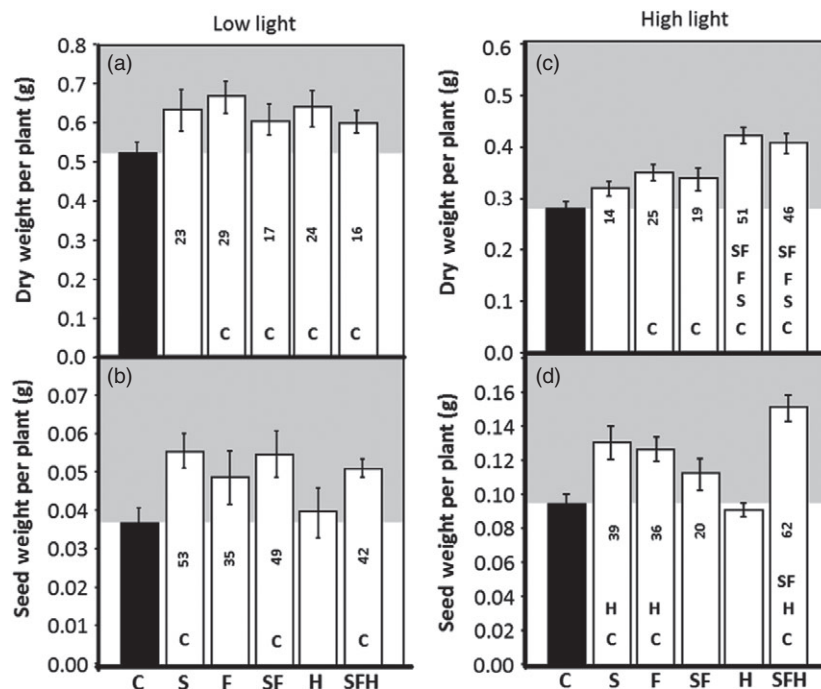 Low light
High light
(a)
Dry weight per plant (g)
0.8
0.7
0.6
0.5
0.4
0.3
0.2
0.1
0.0
23
29
17
24
16
C
C
C
C
(b)
Seed weight per plant (g)
0.07
0.06
0.05
0.04
0.03
0.02
0.01
0.00
53
35
49
42
C
C
C
C S F SF H SFH
(c)
Dry weight per plant (g)
0.6
0.5
0.4
0.3
0.2
0.1
0.0
14
25
19
51
46
SF
SF
F
F
S
S
C
C
C
C
(d)
Seed weight per plant (g)
0.16
0.14
0.12
0.10
0.08
0.06
0.04
0.02
0.00
39
36
20
62
SF
H
H
H
C
C
C
C S F SF H SFH